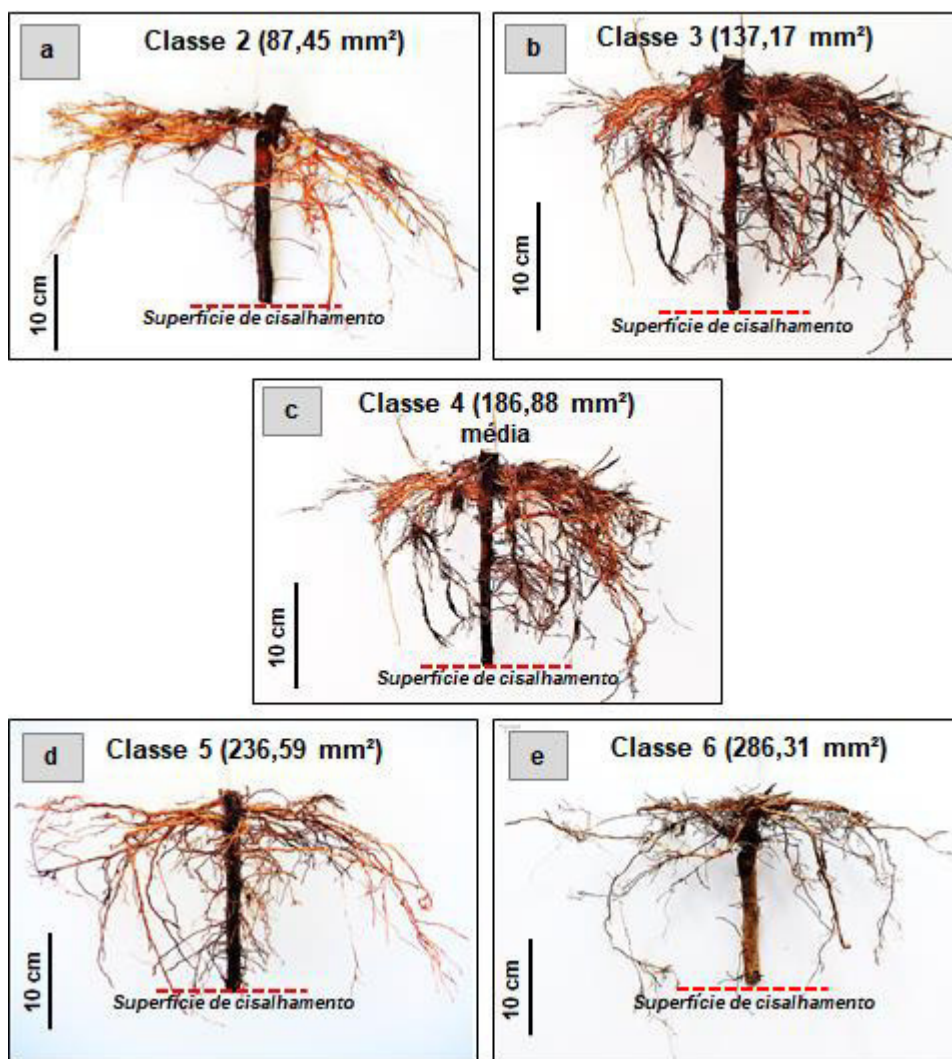 a
Classe 2 (87,45 mm²)
10 cm
Superfície de cisalhamento
b
Classe 3 (137,17 mm²)
10 cm
Superfície de cisalhamento
c
Classe 4 (186,88 mm²)
média
10 cm
Superfície de cisalhamento
d
Classe 5 (236,59 mm²)
10 cm
Superfície de cisalhamento
e
Classe 6 (286,31 mm²)
10 cm
Superfície de cisalhamento